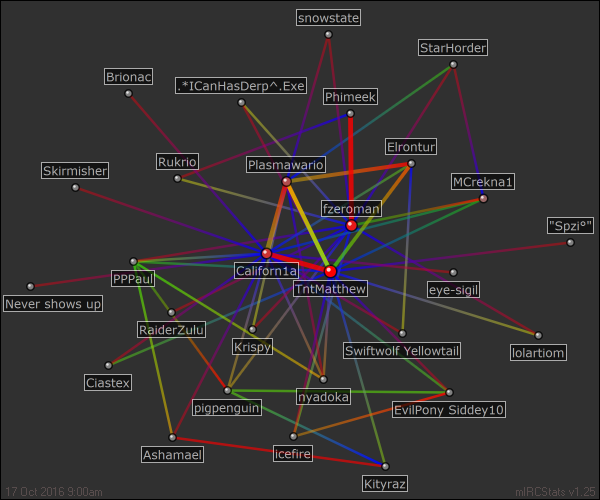 snowstate
StarHorder
Brionac
.*ICanHasDerp^.Exe
Phimeek
Elrontur
Rukrio
Plasmawario
Skirmisher
MCrekna1
fzeroman
"Spzi°"
Californ1a
PPPaul
TntMatthew
eye-sigil
Never shows up
RaiderZulu
Krispy
Swiftwolf Yellowtail
lolartiom
Ciastex
nyadoka
pigpenguin
EvilPony Siddey10
Ashamael
icefire
Kityraz
17 Oct 2016 9:00am
mIRCStats v1.25